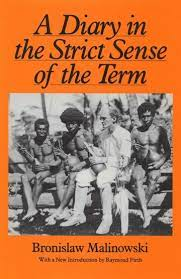 A Diary in
the Strict Sense
of the Term
Bronislaw Malinowski
With a New Introduction by Raymond Firth